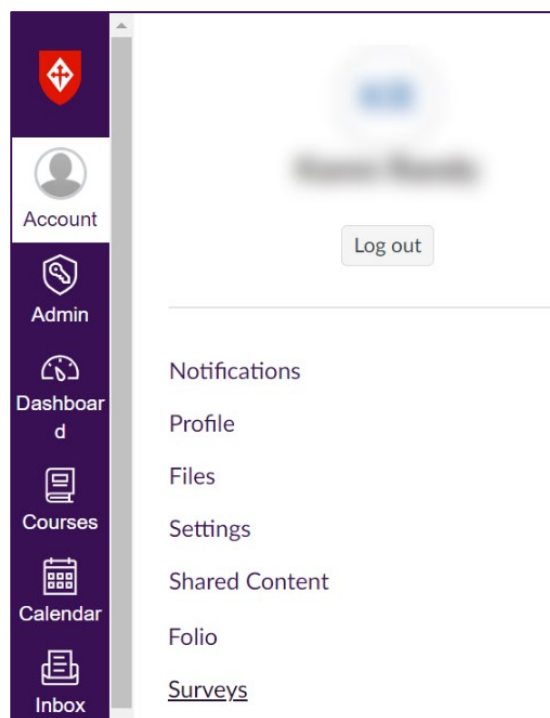 Account
Admin
Dashboar
d
Courses
Calendar
Inbox
Log out
Notifications
Profile
Files
Settings
Shared Content
Folio
Surveys